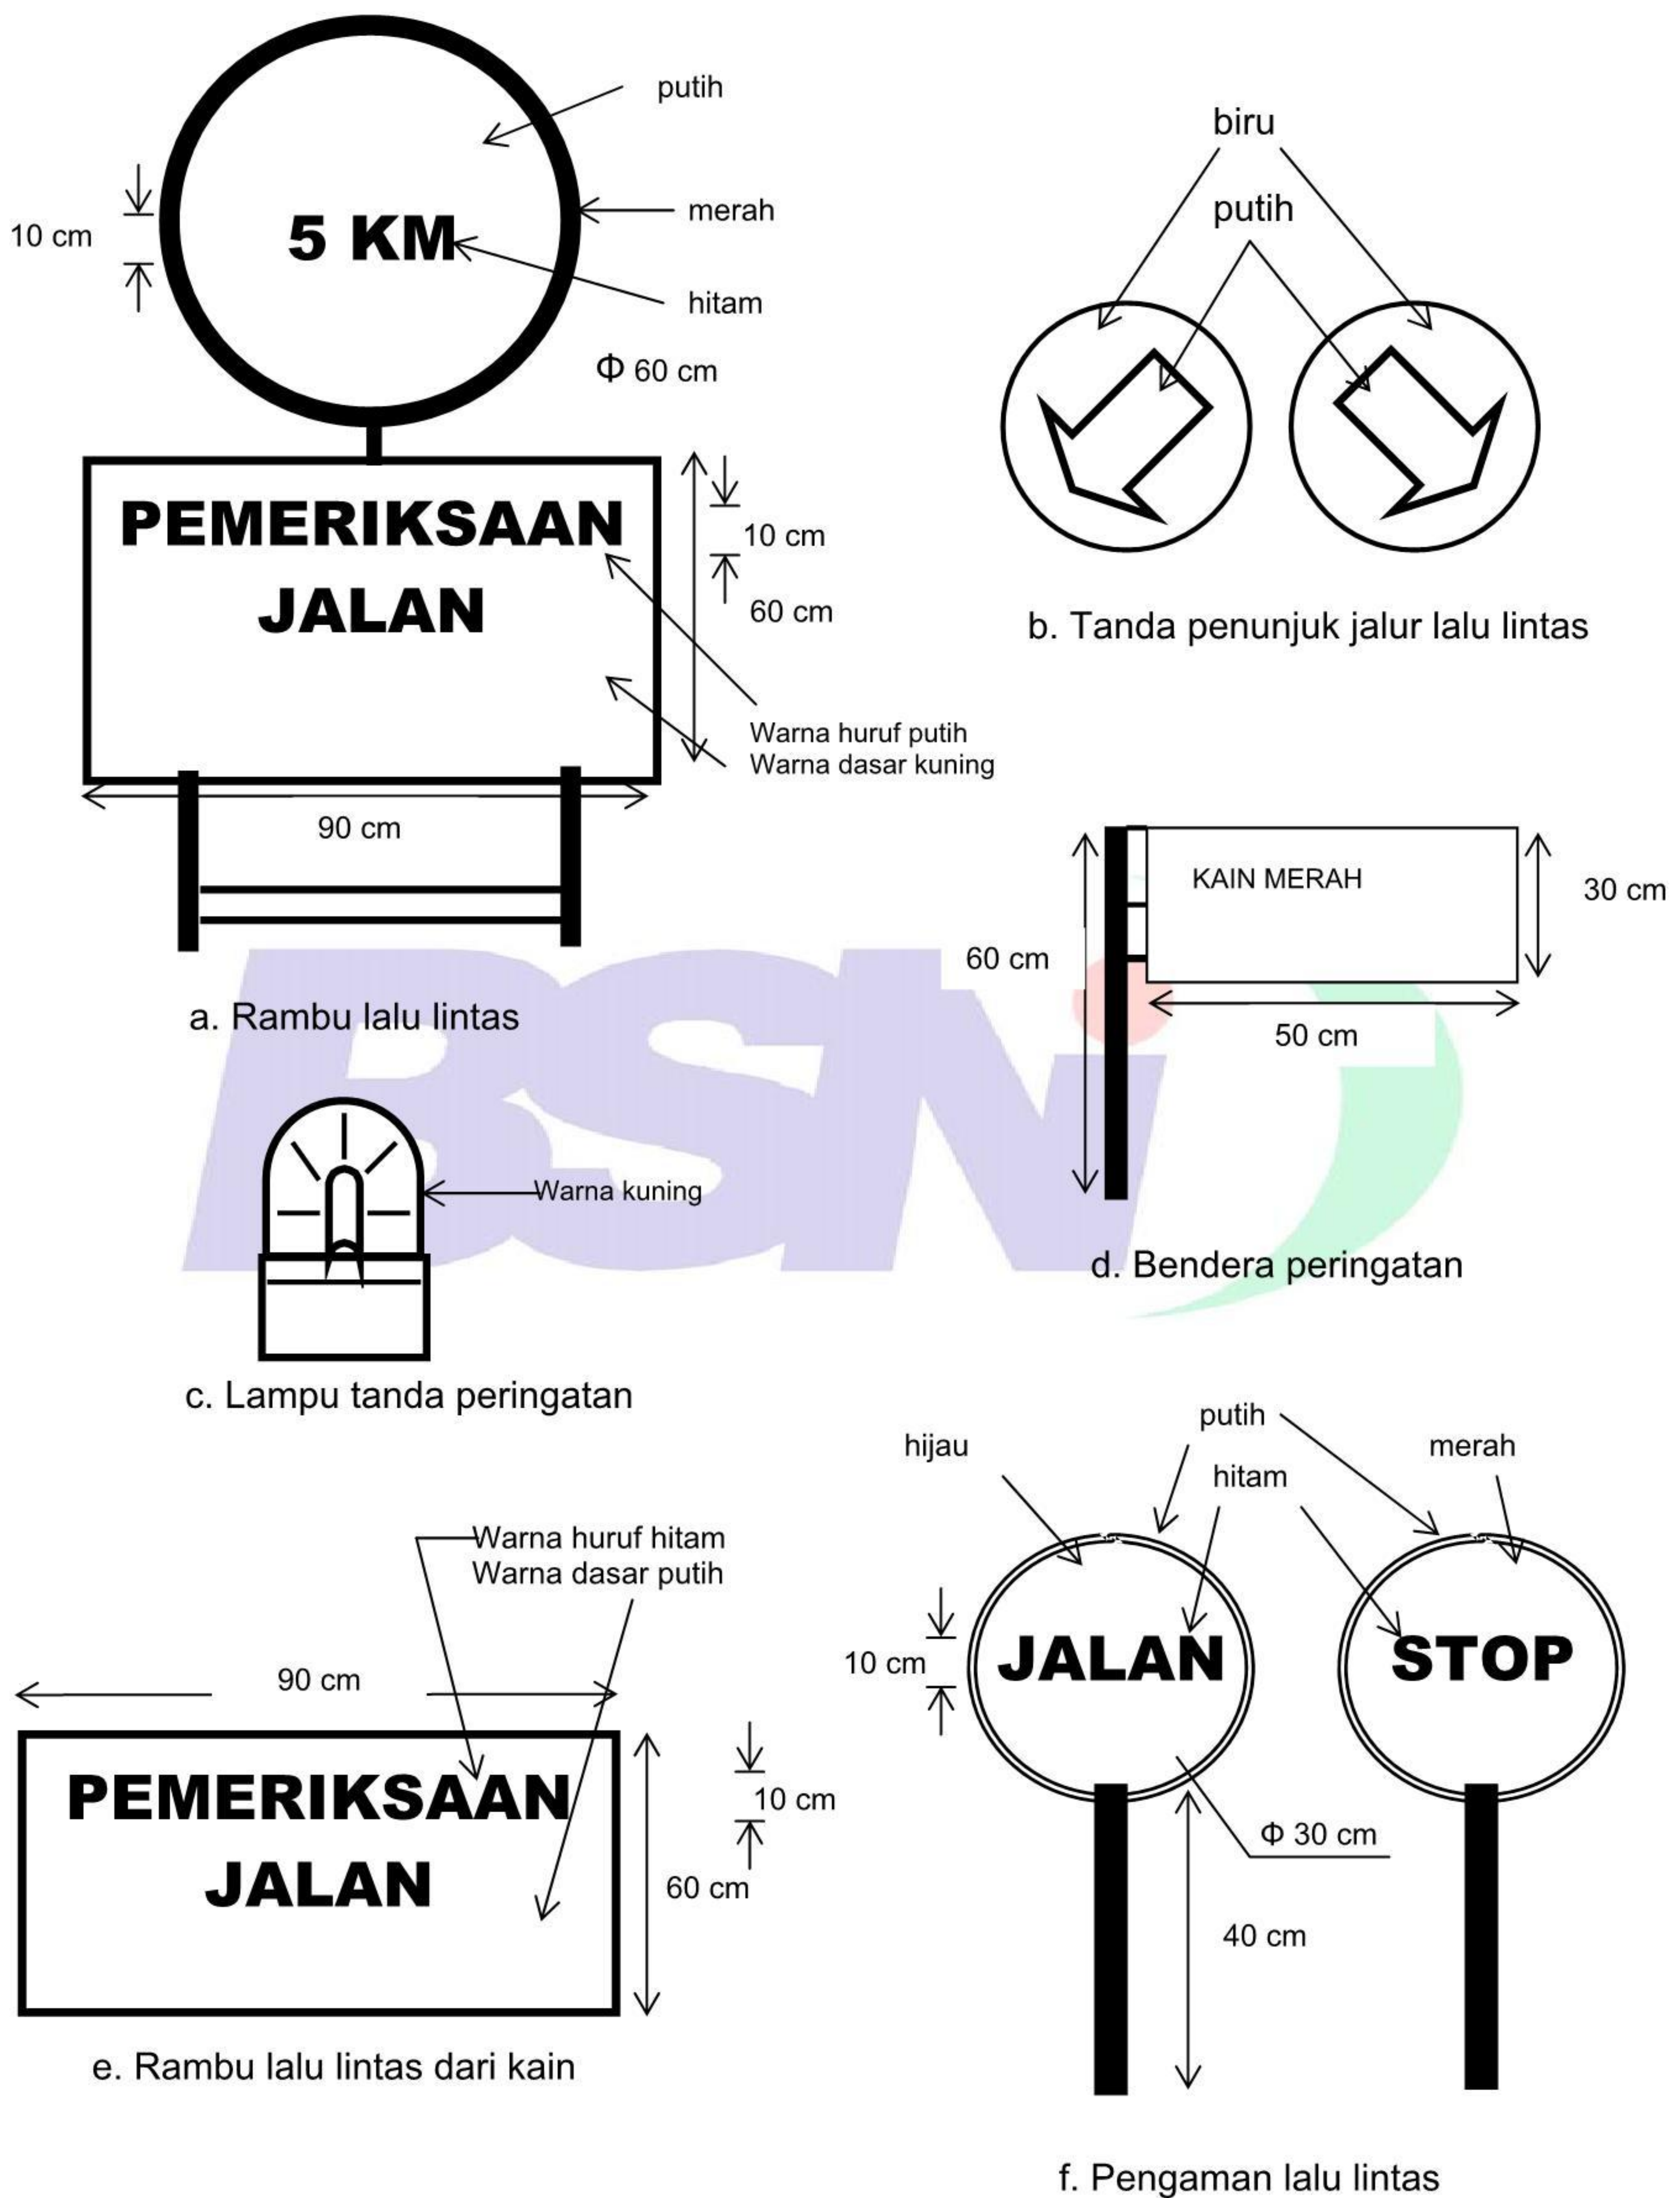 putih
merah
10 cm
5 KM
hitam
Φ 60 cm
PEMERIKSAAN
JALAN
10 cm
60 cm
Warna huruf putih
Warna dasar kuning
90 cm
a. Rambu lalu lintas
biru
putih
b. Tanda penunjuk jalur lalu lintas
Warna kuning
c. Lampu tanda peringatan
KAIN MERAH
30 cm
60 cm
50 cm
d. Bendera peringatan
BSNi
Warna huruf hitam
Warna dasar putih
90 cm
PEMERIKSAAN
JALAN
10 cm
60 cm
e. Rambu lalu lintas dari kain
putih
hijau
merah
hitam
10 cm
JALAN
STOP
Φ 30 cm
40 cm
f. Pengaman lalu lintas